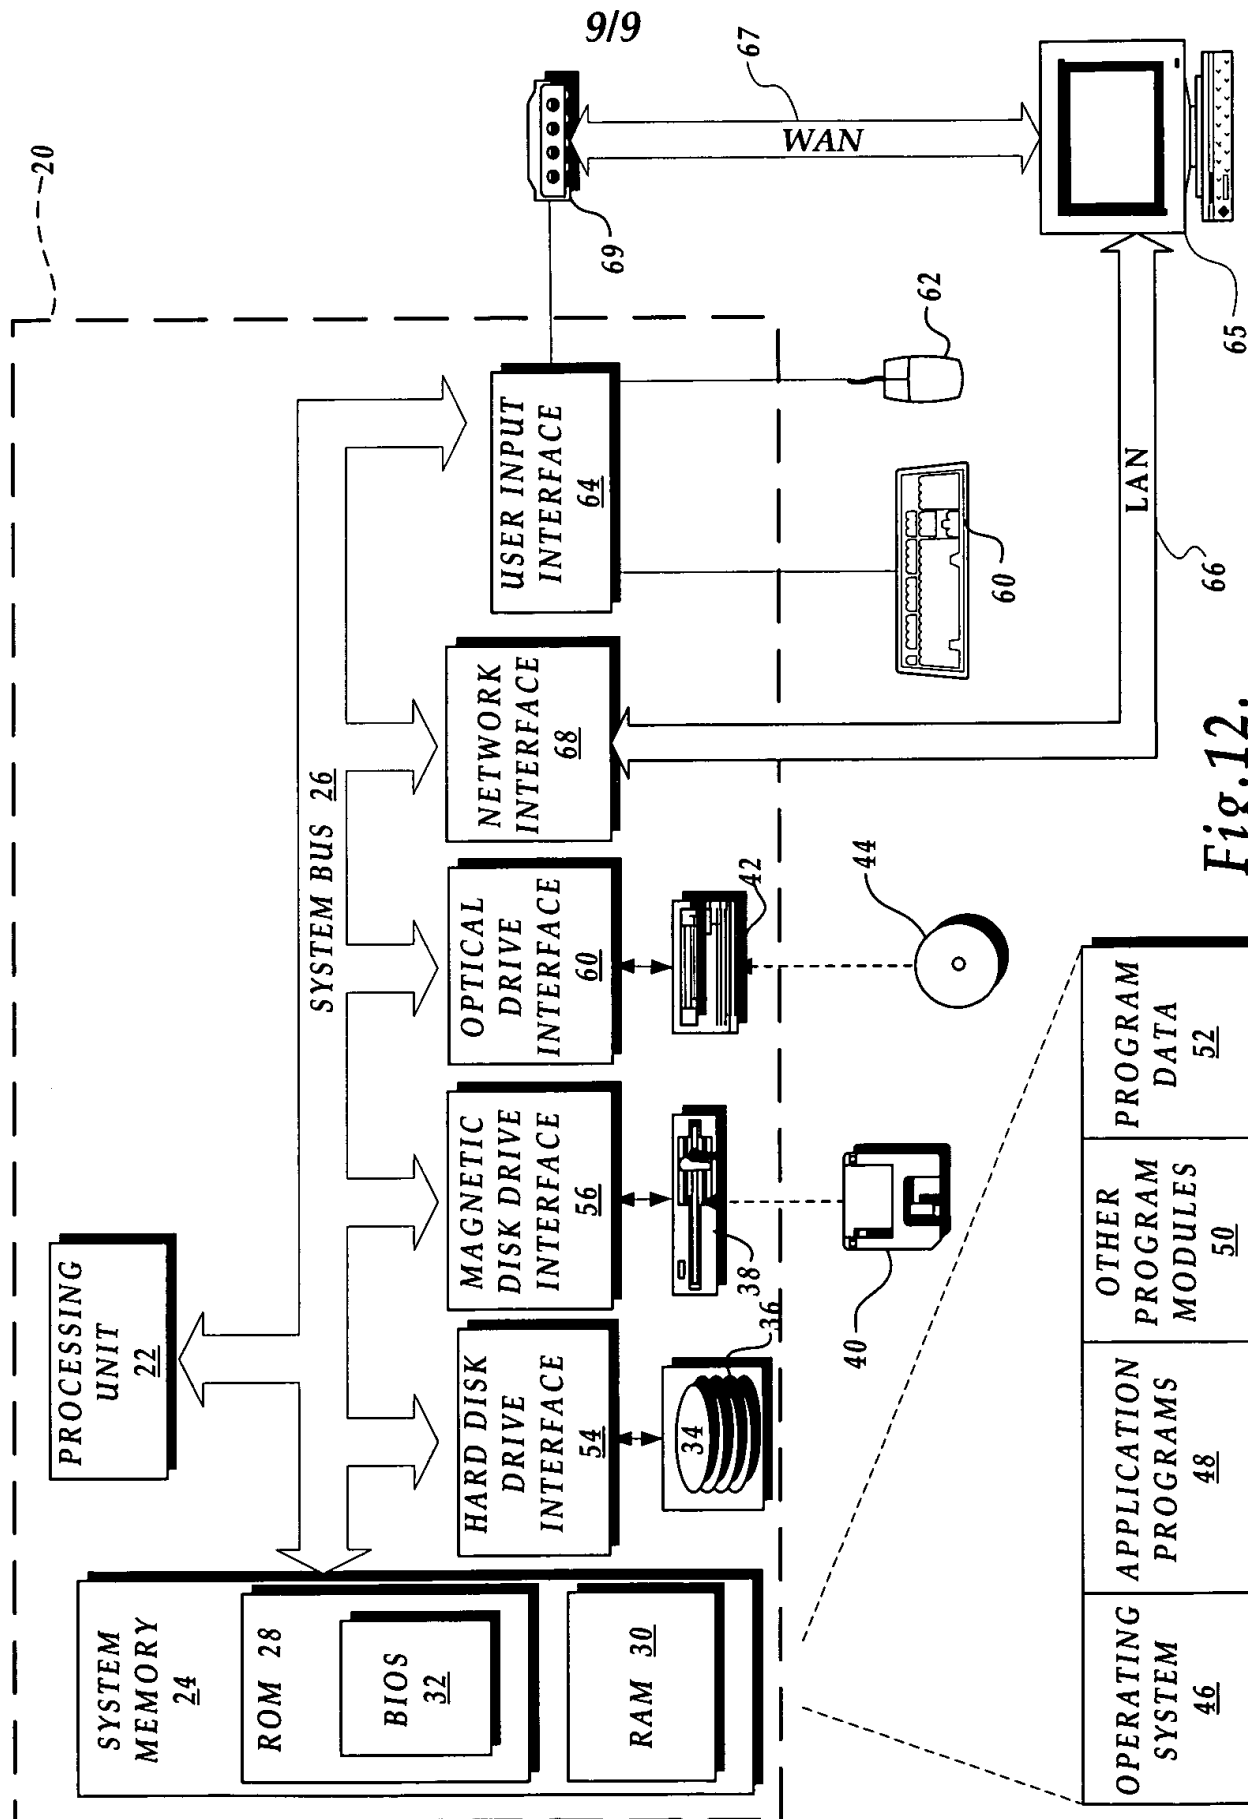 9/9
20
PROCESSING
UNIT
22
SYSTEM
MEMORY
24
ROM 28
BIOS
32
RAM 30
SYSTEM BUS 26
HARD DISK
DRIVE
INTERFACE
54
MAGNETIC
DISK DRIVE
INTERFACE
56
OPTICAL
DRIVE
INTERFACE
60
NETWORK
INTERFACE
68
USER INPUT
INTERFACE
64
34
36
38
42
40
44
60
62
69
WAN
67
LAN
66
65
OPERATING
SYSTEM
46
APPLICATION
PROGRAMS
48
OTHER
PROGRAM
MODULES
50
PROGRAM
DATA
52
Fig.12.